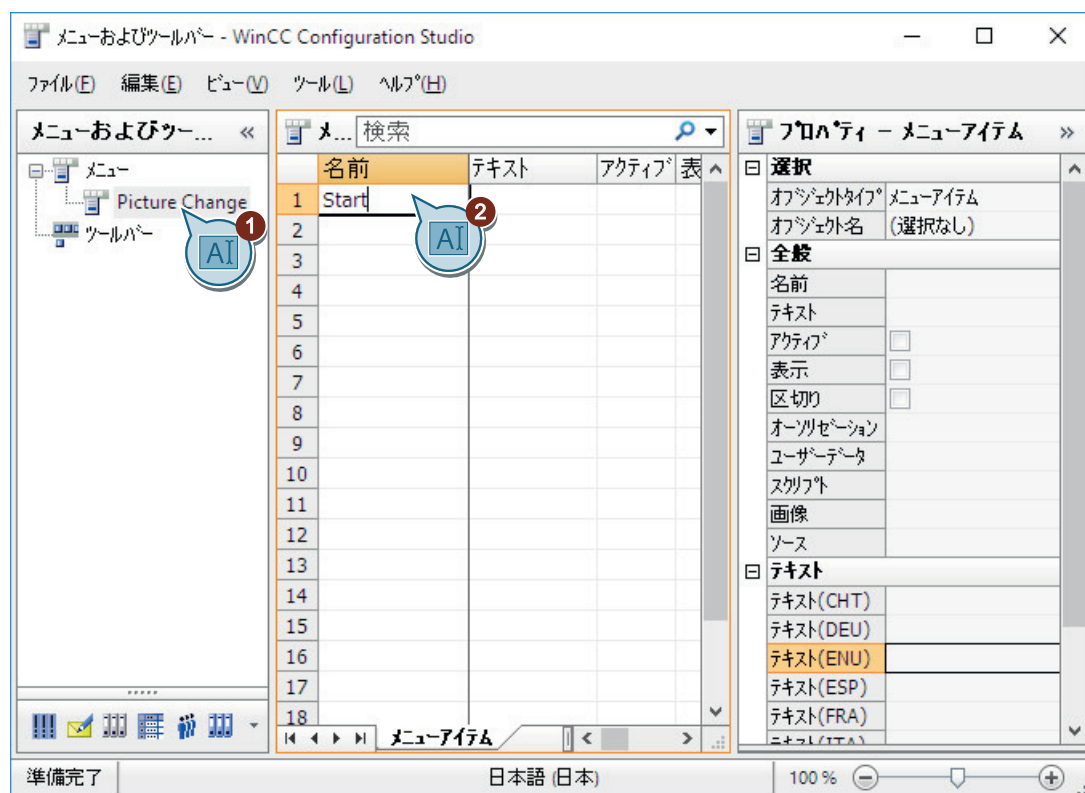 メニューおよびツールバー - WinCC Configuration Studio
ファイル(F) 編集(E) ビュー(V) ツール(L) ヘルプ(H)
メニューおよびツー... «
メニュー
Picture Change
ツールバー
1
AI
メ... 検索
名前 テキスト アクティブ 表
1 Start
2
AI
2
3
4
5
6
7
8
9
10
11
12
13
14
15
16
17
18
メニューアイテム
プロパティ - メニューアイテム »
選択
オブジェクトタイプ メニューアイテム
オブジェクト名 (選択なし)
全般
名前
テキスト
アクティブ
表示
区切り
オーソリゼーション
ユーザーデータ
スクリプト
画像
ソース
テキスト
テキスト(CHT)
テキスト(DEU)
テキスト(ENU)
テキスト(ESP)
テキスト(FRA)
テキスト(ITA)
準備完了 日本語 (日本) 100 %